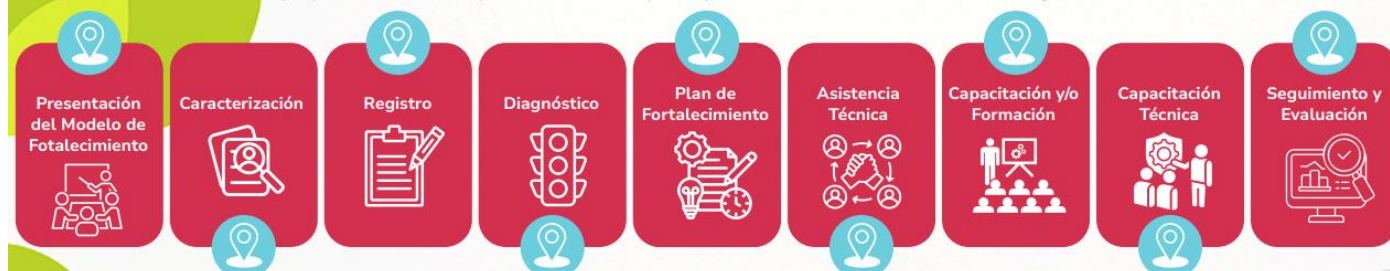 Presentación
del Modelo de
Fotalecimiento
Caracterización
Registro
Diagnóstico
Plan de
Fortalecimiento
Asistencia
Técnica
Capacitación y/o
Formación
Capacitación
Técnica
Seguimiento y
Evaluación